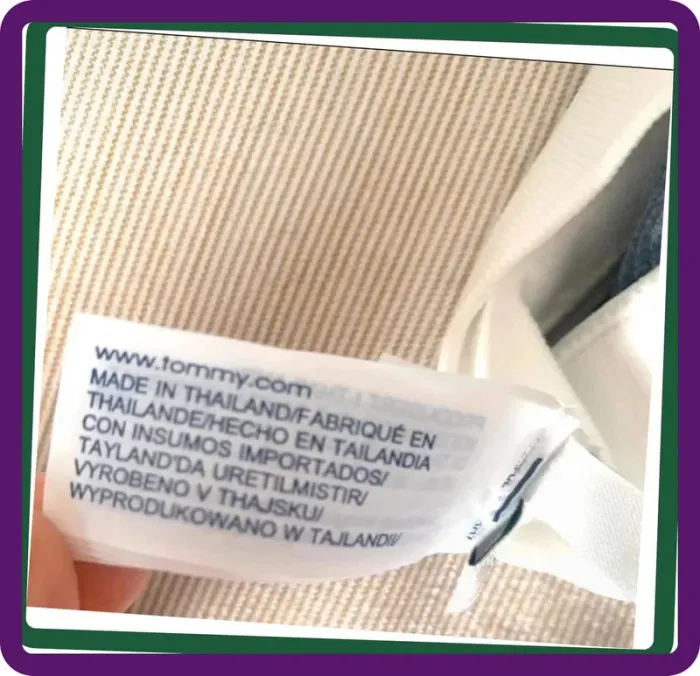 www.tommy.com
MADE IN THAILAND/FABRIQUÉ EN
THAILANDE/HECHO EN TAILANDIA
CON INSUMOS IMPORTADOS/
TAYLAND'DA URETILMISTIR/
VYROBENO V THAJSKU/
WYPRODUKOWANO W TAJLANDII/